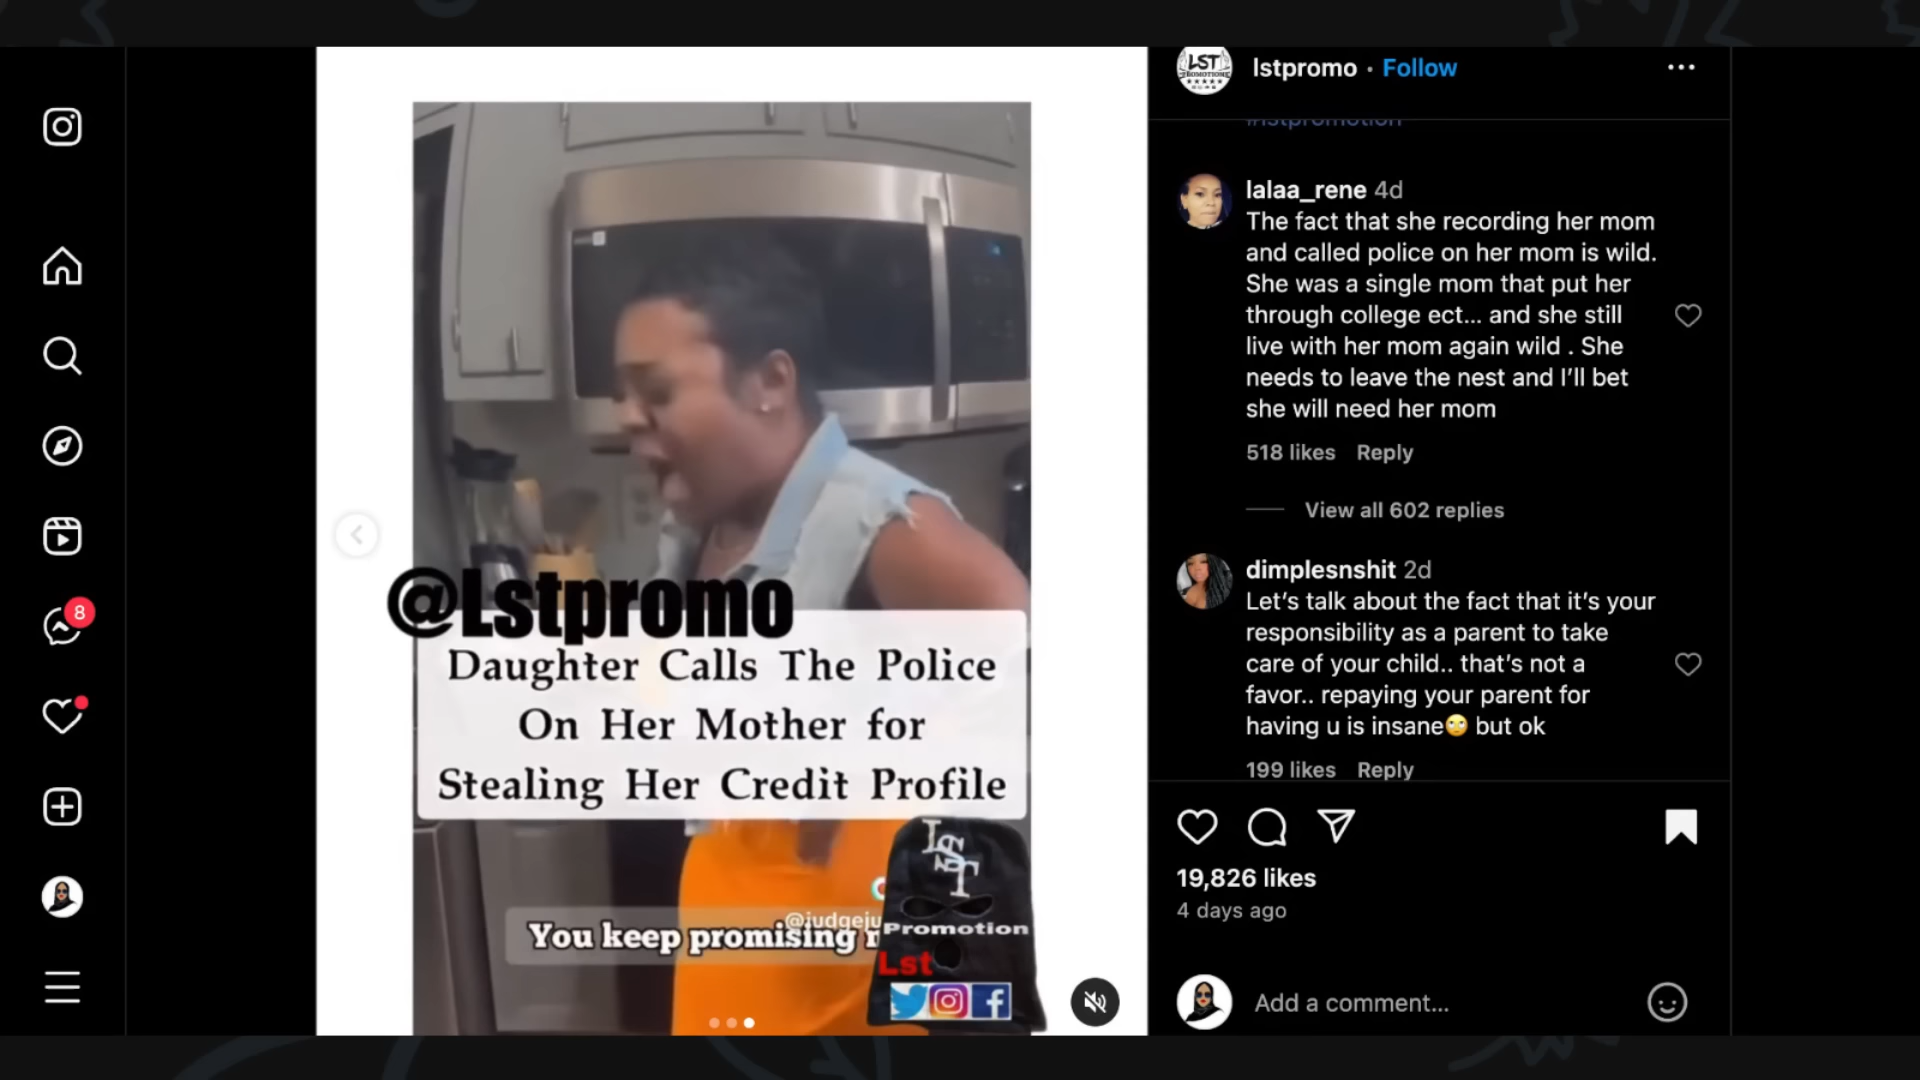 8
@Lstpromo
Daughter Calls The Police
On Her Mother for
Stealing Her Credit Profile
You keep promising
@judgeju
LST
Promotion
Lst
LST
lstpromo • Follow
#lstpromotion
lalaa_rene 4d
The fact that she recording her mom
and called police on her mom is wild.
She was a single mom that put her
through college ect... and she still
live with her mom again wild . She
needs to leave the nest and I’ll bet
she will need her mom
518 likes Reply
View all 602 replies
dimplesnshit 2d
Let’s talk about the fact that it’s your
responsibility as a parent to take
care of your child.. that’s not a
favor.. repaying your parent for
having u is insane🙄 but ok
199 likes Reply
19,826 likes
4 days ago
Add a comment...